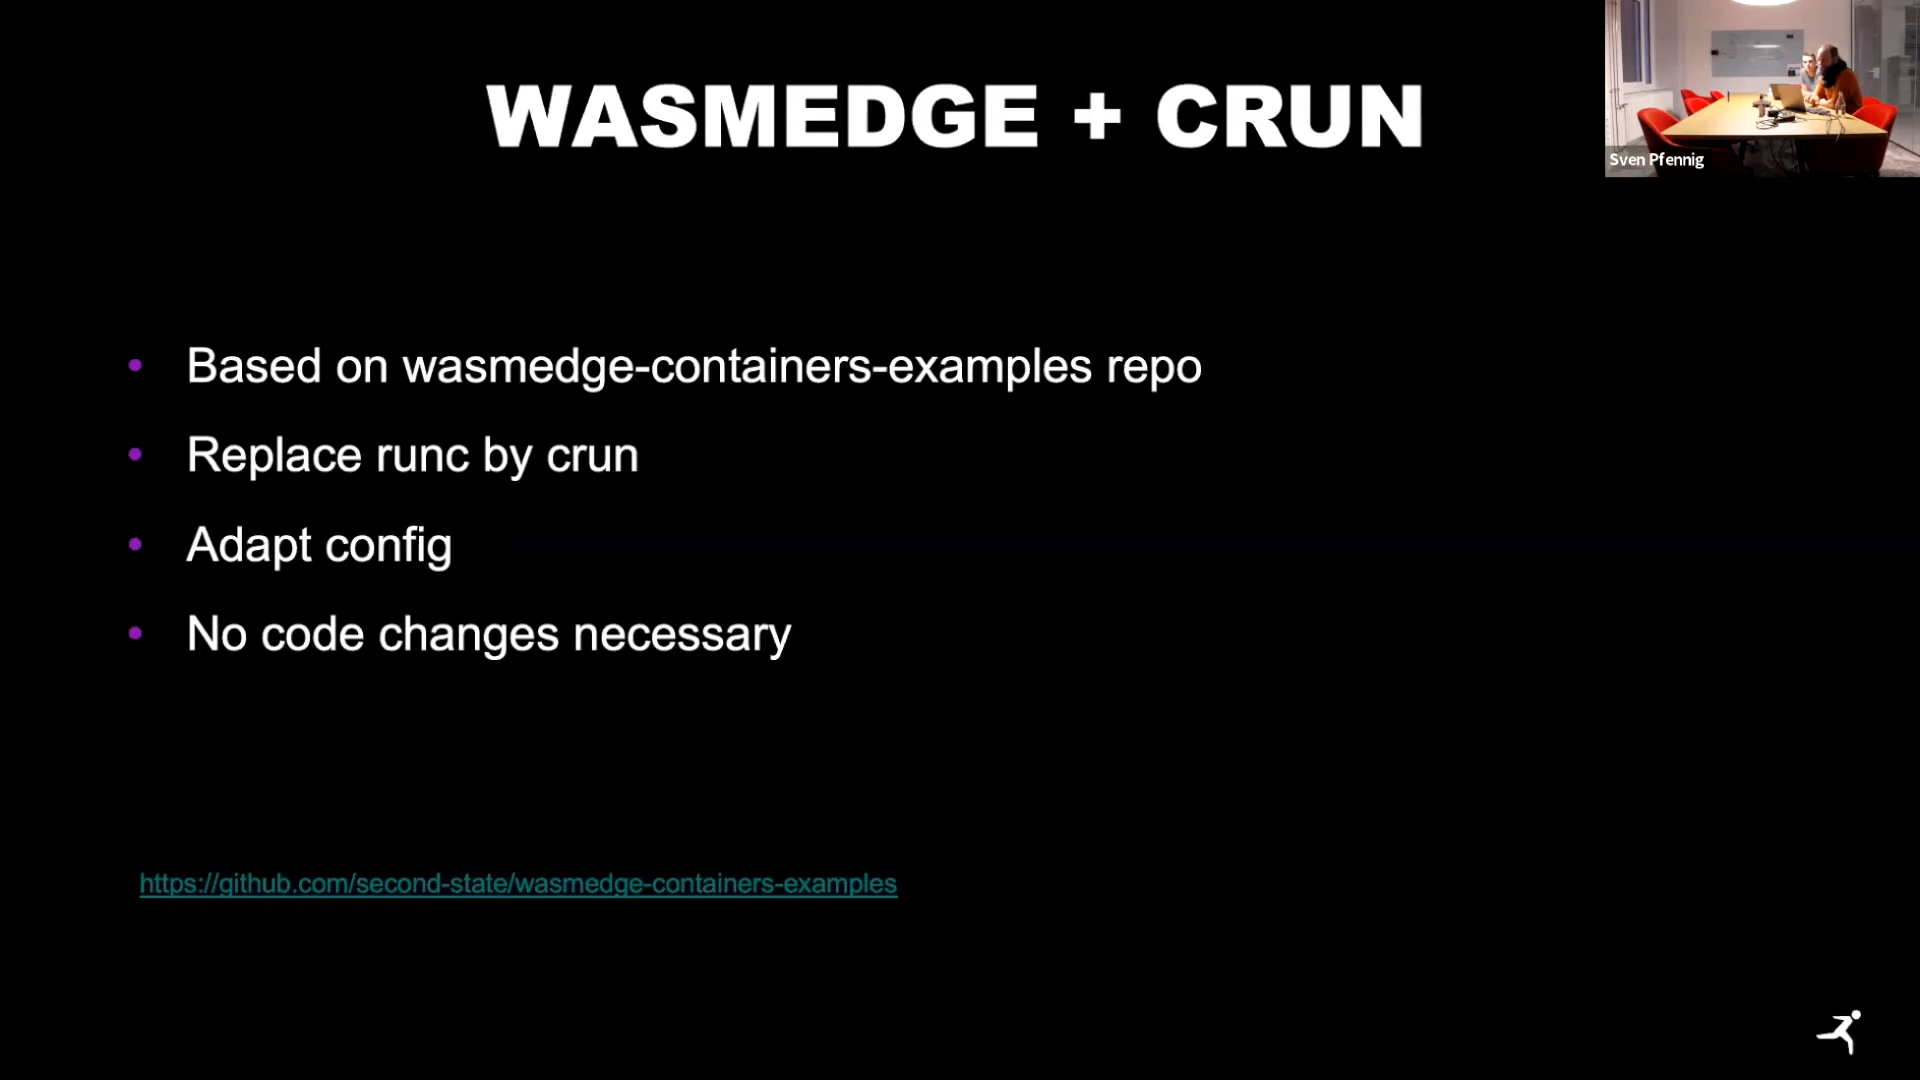 WASMEDGE + CRUN
Sven Pfennig
Based on wasmedge-containers-examples repo
Replace runc by crun
Adapt config
No code changes necessary
https://github.com/second-state/wasmedge-containers-examples